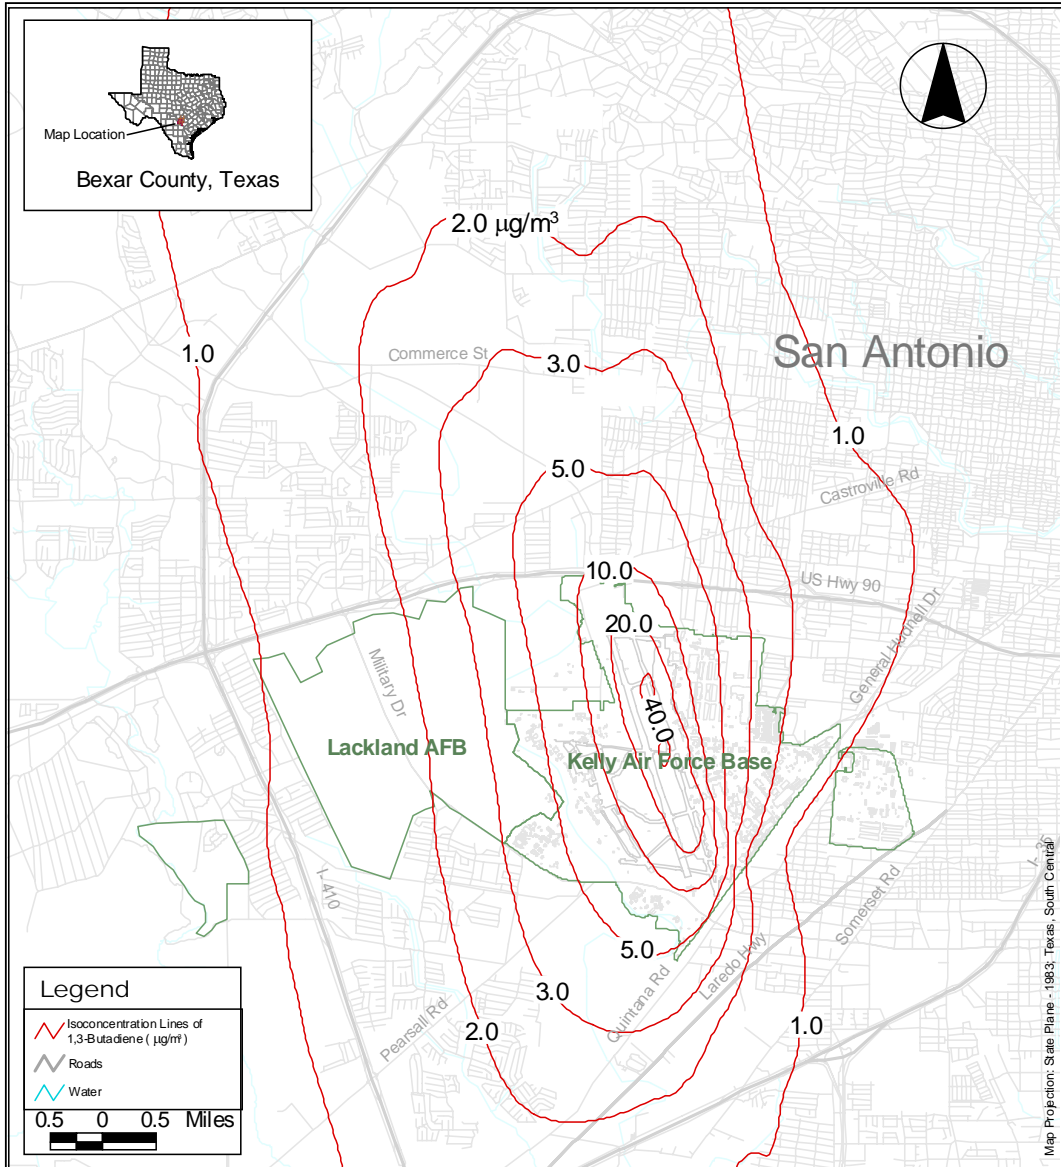 Map Location
Bexar County, Texas
2.0 µg/m³
San Antonio
1.0
Commerce St
3.0
1.0
5.0
Castroville Rd
10.0
US Hwy 90
20.0
General Hudnell Dr
Military Dr
40.0
Lackland AFB
Kelly Air Force Base
I-410
I-35
Somerset Rd
5.0
Laredo Hwy
3.0
Quintana Rd
Pearsall Rd
2.0
1.0
Legend
Isoconcentration Lines of
1,3-Butadiene ( µg/m³)
Roads
Water
0.5 0 0.5 Miles
Map Projection: State Plane - 1983; Texas, South Central